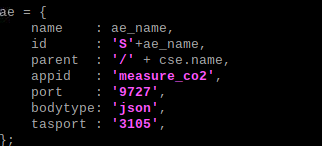 ae = {
    name    : ae_name,
    id      : 'S'+ae_name,
    parent  : '/' + cse.name,
    appid   : 'measure_co2',
    port    : '9727',
    bodytype: 'json',
    tasport : '3105',
};